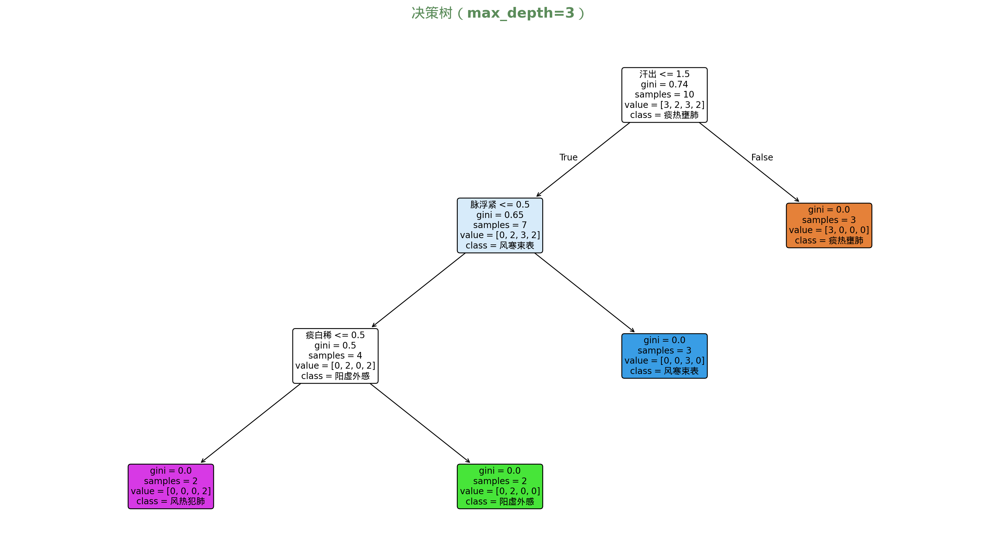 决策树（max_depth=3）
汗出 <= 1.5
gini = 0.74
samples = 10
value = [3, 2, 3, 2]
class = 痰热壅肺
True
False
脉浮紧 <= 0.5
gini = 0.65
samples = 7
value = [0, 2, 3, 2]
class = 风寒束表
gini = 0.0
samples = 3
value = [3, 0, 0, 0]
class = 痰热壅肺
痰白稀 <= 0.5
gini = 0.5
samples = 4
value = [0, 2, 0, 2]
class = 阳虚外感
gini = 0.0
samples = 3
value = [0, 0, 3, 0]
class = 风寒束表
gini = 0.0
samples = 2
value = [0, 0, 0, 2]
class = 风热犯肺
gini = 0.0
samples = 2
value = [0, 2, 0, 0]
class = 阳虚外感